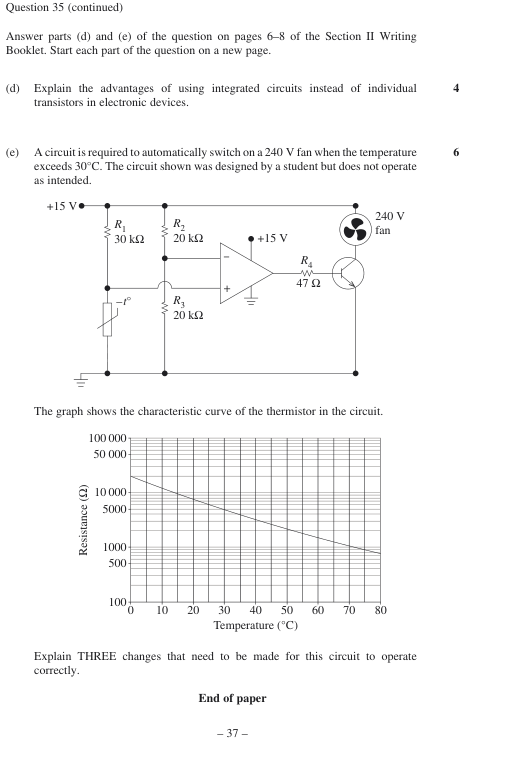 Question 35 (continued)
Answer parts (d) and (e) of the question on pages 6–8 of the Section II Writing
Booklet. Start each part of the question on a new page.
(d) Explain the advantages of using integrated circuits instead of individual 4
transistors in electronic devices.
(e) A circuit is required to automatically switch on a 240 V fan when the temperature 6
exceeds 30°C. The circuit shown was designed by a student but does not operate
as intended.
+15 V
R1
30 kΩ
R2
20 kΩ
240 V
fan
+15 V
–
+
R4
47 Ω
–t°
R3
20 kΩ
The graph shows the characteristic curve of the thermistor in the circuit.
100 000
50 000
10 000
5000
1000
500
100
Resistance (Ω)
0 10 20 30 40 50 60 70 80
Temperature (°C)
Explain THREE changes that need to be made for this circuit to operate
correctly.
End of paper
– 37 –